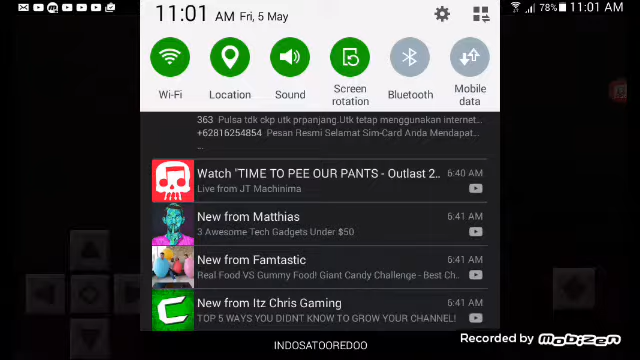 78% 11:01 AM
11:01 AM Fri, 5 May
Wi-Fi
Location
Sound
Screen rotation
Bluetooth
Mobile data
363 Pulsa tdk ckp utk prpanjang.Utk tetap menggunakan internet...
+62816254854 Pesan Resmi Selamat Sim-Card Anda Mendapat...
...
Watch "TIME TO PEE OUR PANTS - Outlast 2.. 6:40 AM
Live from JT Machinima
New from Matthias 6:41 AM
3 Awesome Tech Gadgets Under $50
New from Famtastic 6:41 AM
Real Food VS Gummy Food! Giant Candy Challenge - Best Ch..
New from Itz Chris Gaming 6:41 AM
TOP 5 WAYS YOU DIDNT KNOW TO GROW YOUR CHANNEL!
Recorded by Mobizen
INDOSATOOREDOO